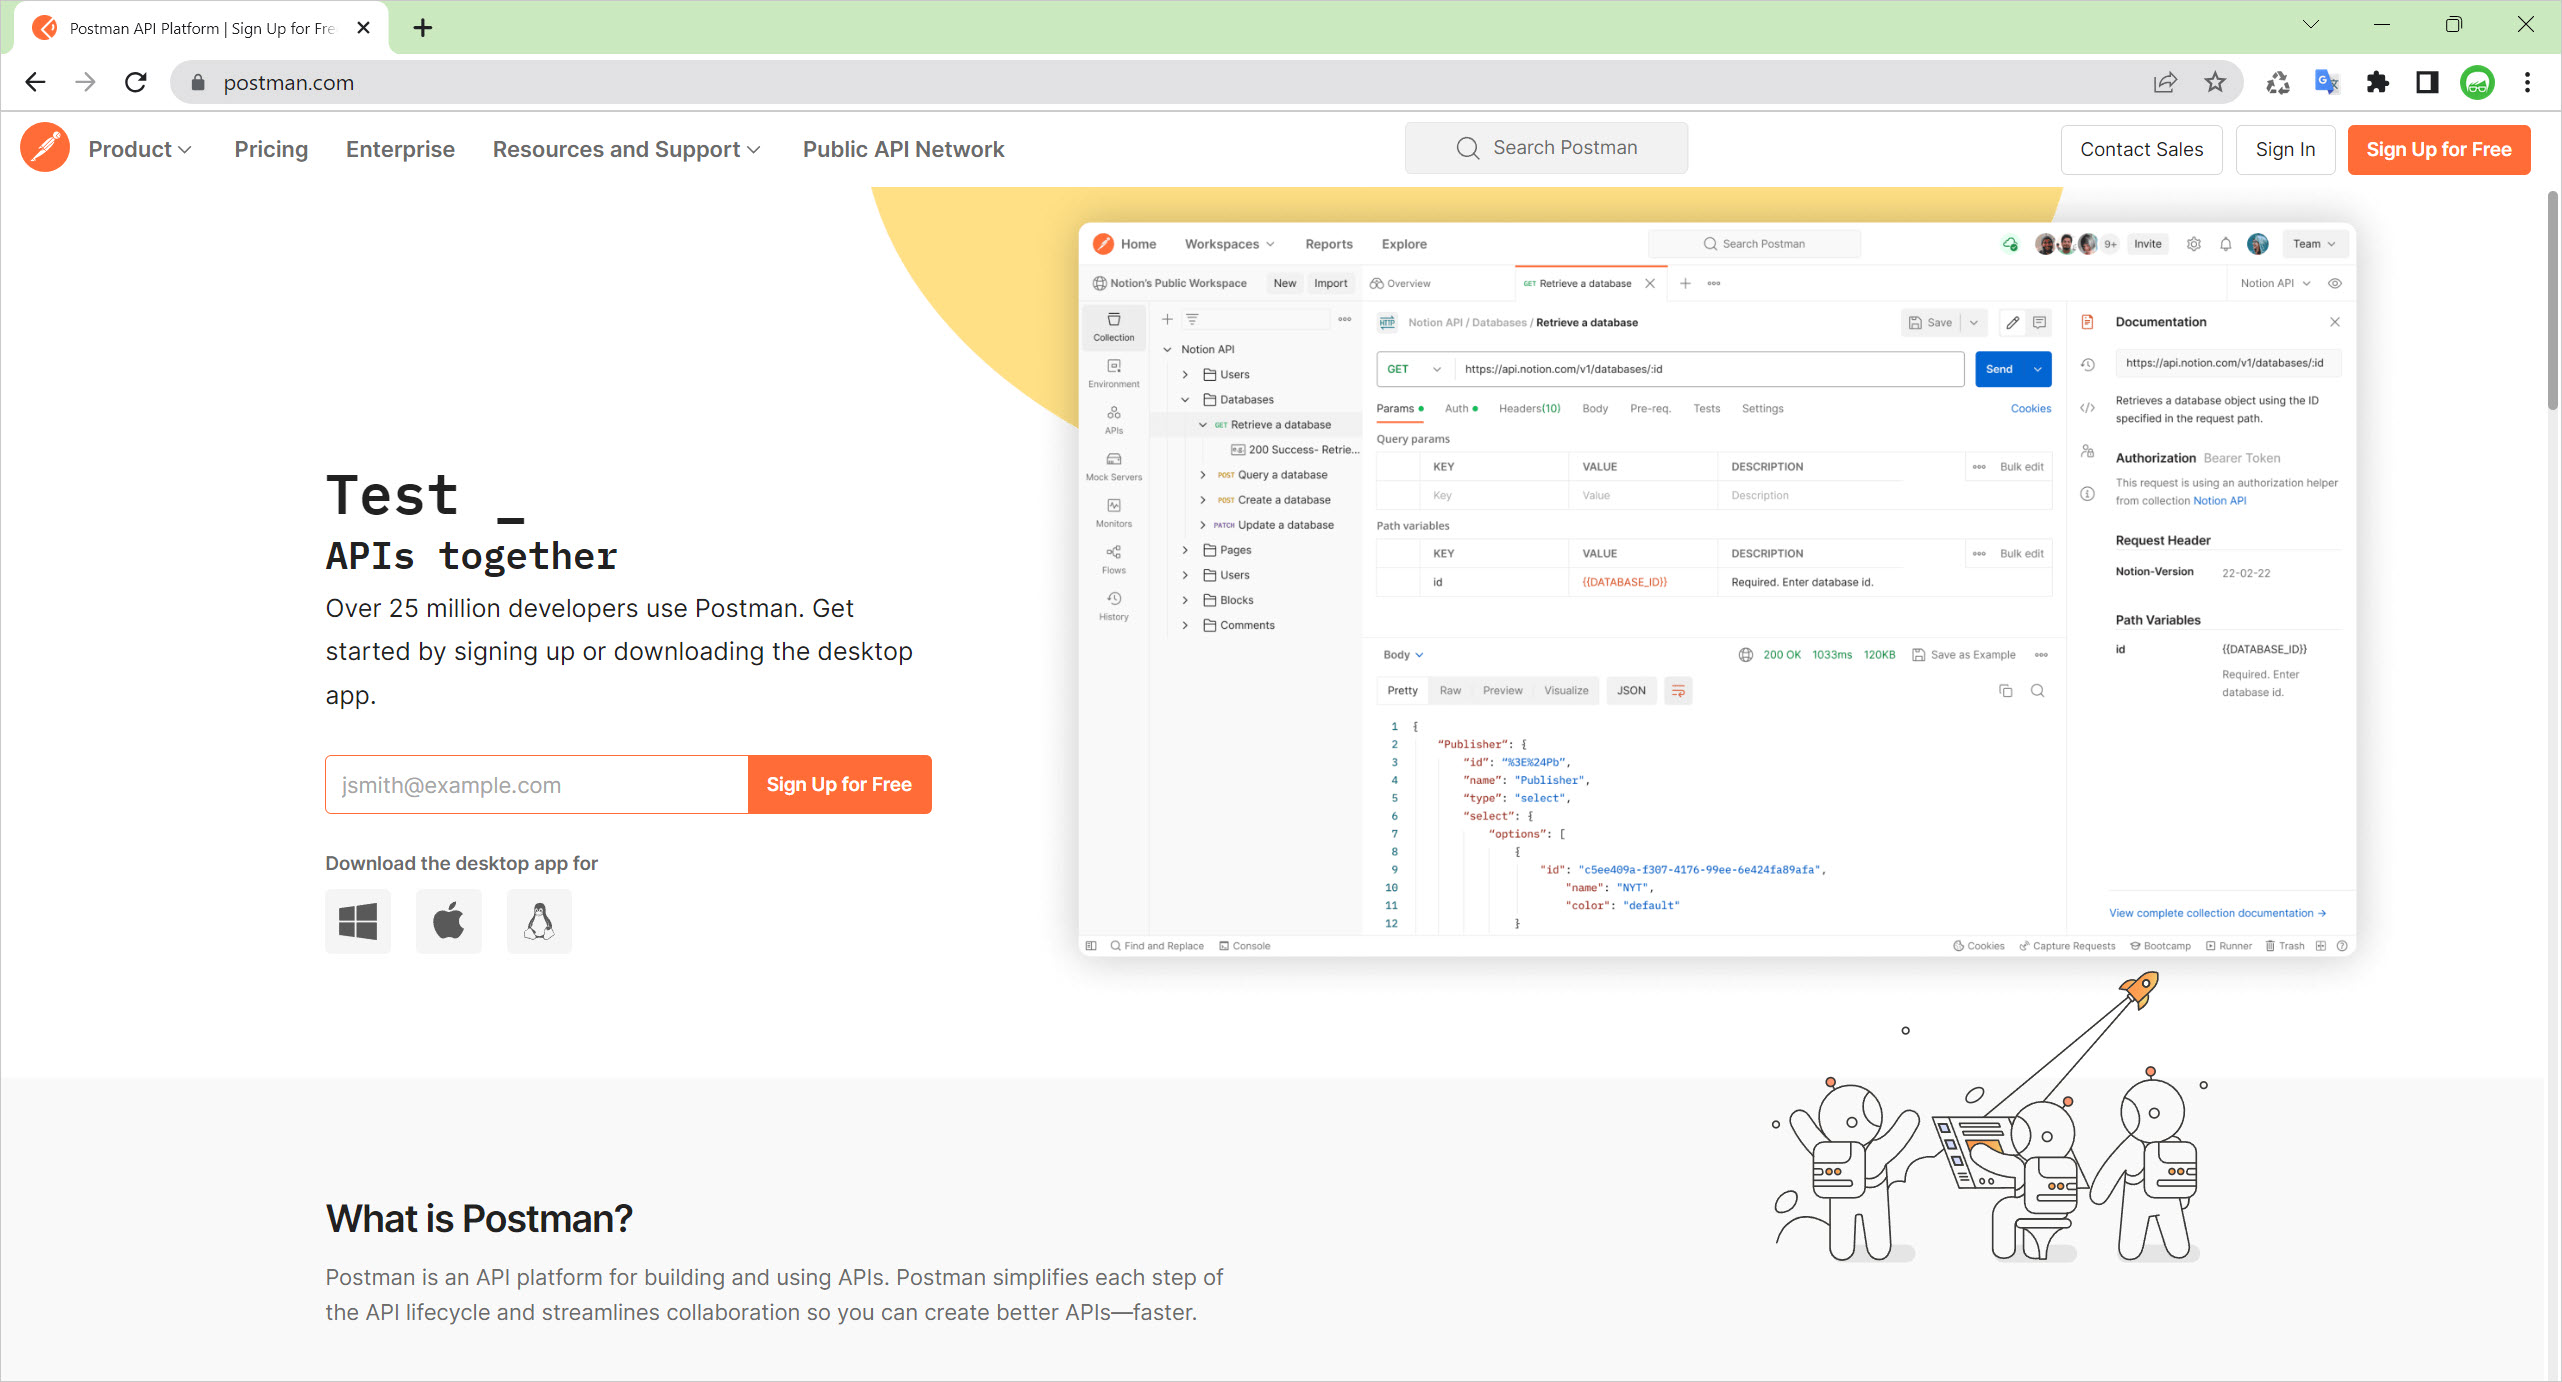 Postman API Platform | Sign Up for Fre
postman.com
Product
Pricing
Enterprise
Resources and Support
Public API Network
Search Postman
Contact Sales
Sign In
Sign Up for Free
Test _
APIs together
Over 25 million developers use Postman. Get
started by signing up or downloading the desktop
app.
jsmith@example.com
Sign Up for Free
Download the desktop app for
Home
Workspaces
Reports
Explore
Search Postman
9+
Invite
Team
Notion's Public Workspace
New
Import
Overview
GET Retrieve a database
Notion API
Collection
Environment
APIs
Mock Servers
Monitors
Flows
History
Notion API
Users
Databases
GET Retrieve a database
200 Success- Retrie...
POST Query a database
POST Create a database
PATCH Update a database
Pages
Users
Blocks
Comments
HTTP
Notion API / Databases / Retrieve a database
Save
GET
https://api.notion.com/v1/databases/:id
Send
Params
Auth
Headers(10)
Body
Pre-req.
Tests
Settings
Cookies
Query params
KEY VALUE DESCRIPTION Bulk edit
Key Value Description
Path variables
KEY VALUE DESCRIPTION Bulk edit
id {{DATABASE_ID}} Required. Enter database id.
Body
200 OK 1033ms 120KB Save as Example
Pretty Raw Preview Visualize JSON
1 {
2 “Publisher”: {
3 “id”: “%3E%24Pb”,
4 “name”: “Publisher”,
5 “type”: “select”,
6 “select”: {
7 “options”: [
8 {
9 “id”: “c5ee409a-f307-4176-99ee-6e424fa89afa”,
10 “name”: “NYT”,
11 “color”: “default”
12 }
Documentation
https://api.notion.com/v1/databases/:id
Retrieves a database object using the ID
specified in the request path.
Authorization Bearer Token
This request is using an authorization helper
from collection Notion API
Request Header
Notion-Version 22-02-22
Path Variables
id {{DATABASE_ID}}
Required. Enter
database id.
View complete collection documentation →
Find and Replace
Console
Cookies
Capture Requests
Bootcamp
Runner
Trash
What is Postman?
Postman is an API platform for building and using APIs. Postman simplifies each step of
the API lifecycle and streamlines collaboration so you can create better APIs—faster.